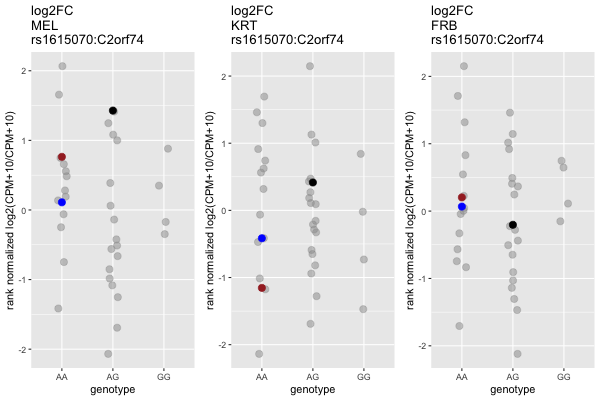 log2FC
MEL
rs1615070:C2orf74
rank normalized log2(CPM+10/CPM+10)
2
1
0
-1
-2
AA
AG
GG
genotype
log2FC
KRT
rs1615070:C2orf74
rank normalized log2(CPM+10/CPM+10)
2
1
0
-1
-2
AA
AG
GG
genotype
log2FC
FRB
rs1615070:C2orf74
rank normalized log2(CPM+10/CPM+10)
2
1
0
-1
-2
AA
AG
GG
genotype